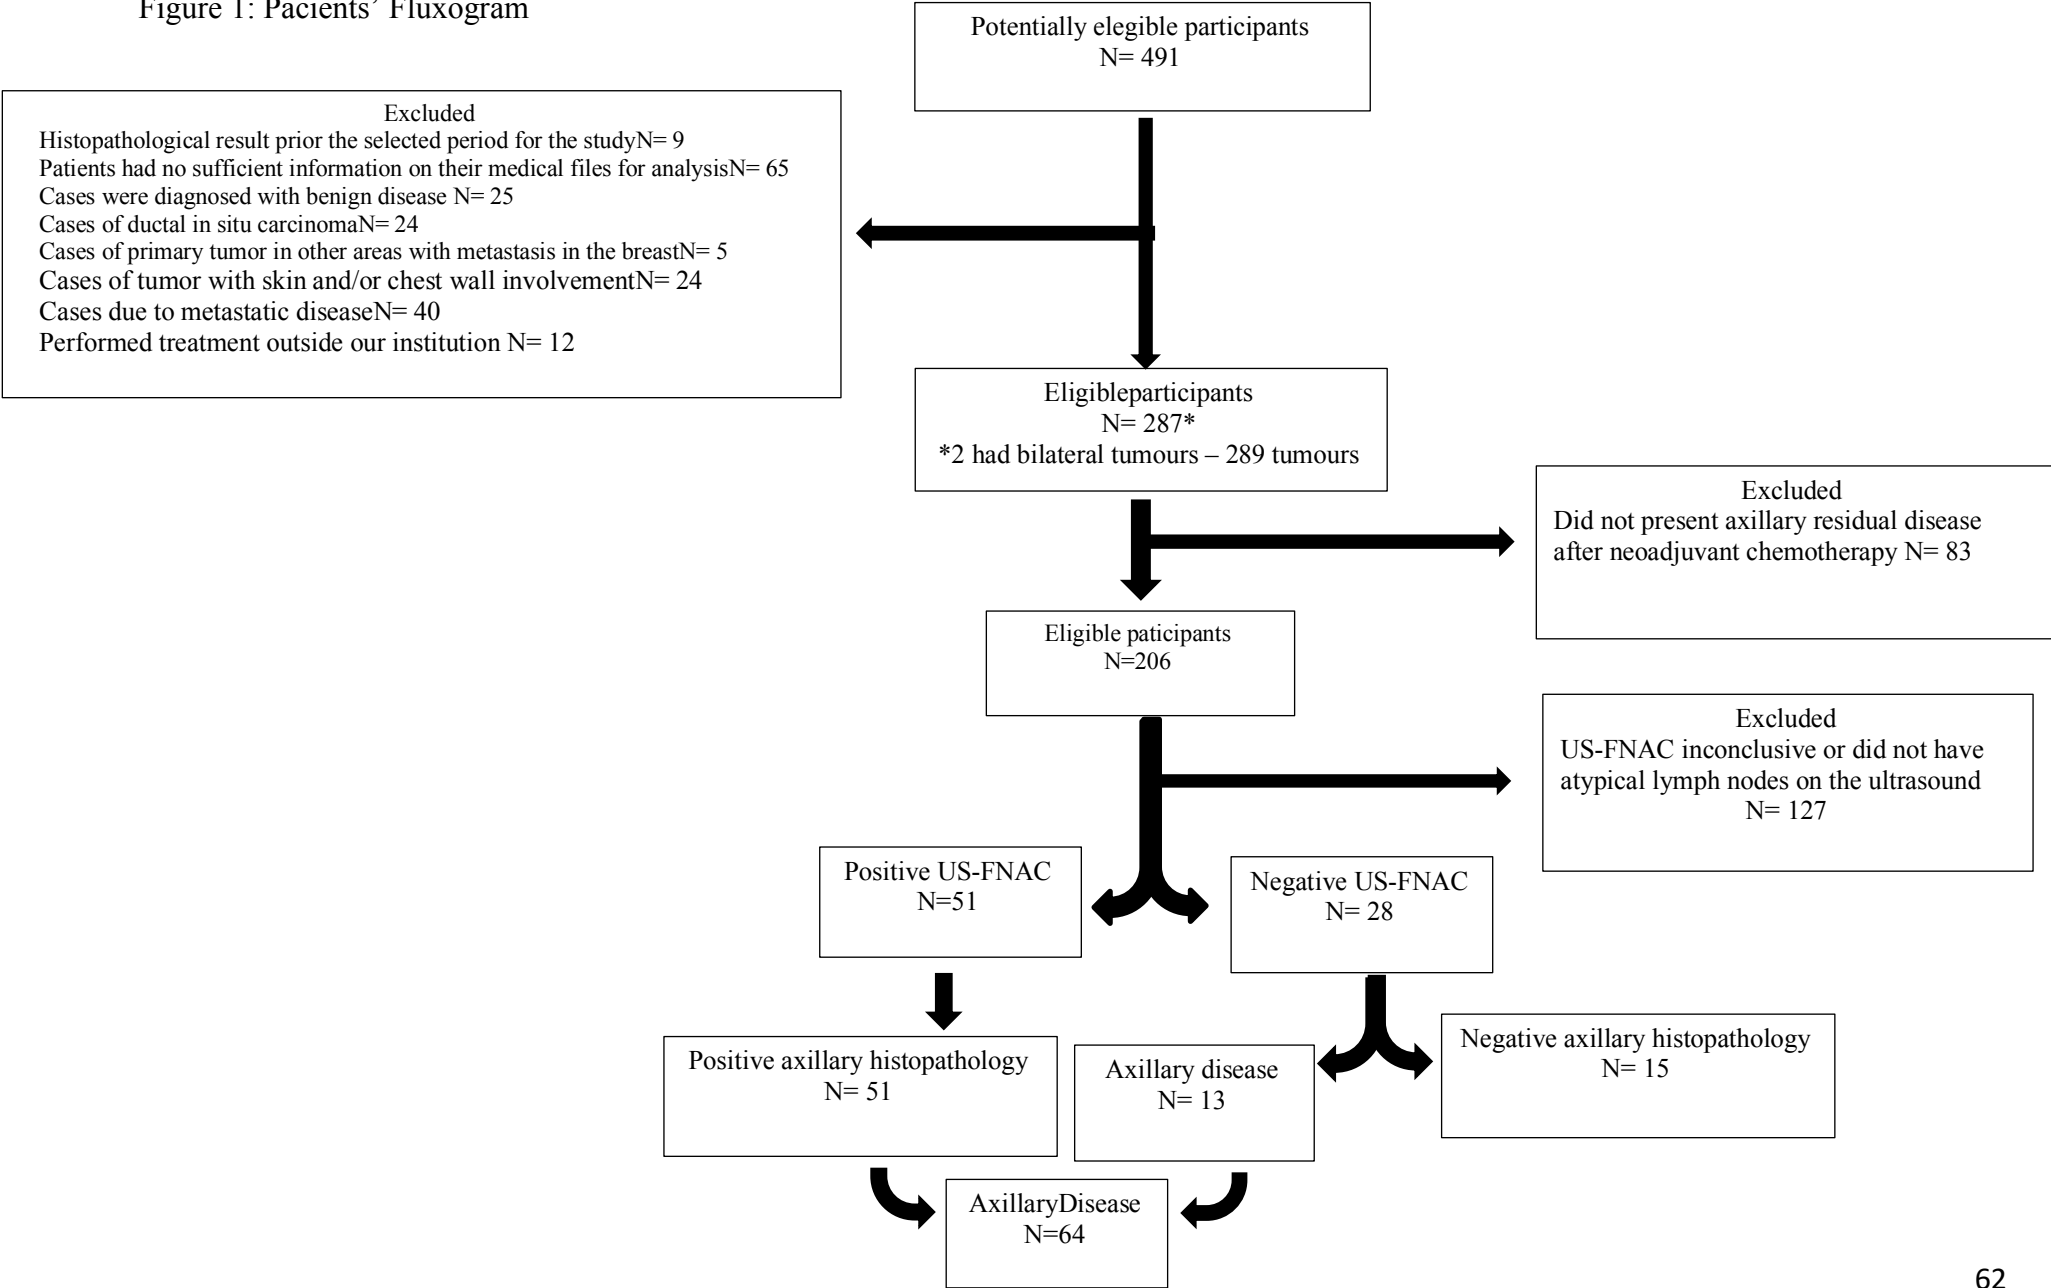 Figure 1: Pacients’ Fluxogram
Potentially elegible participants
N= 491
Excluded
Histopathological result prior the selected period for the studyN= 9
Patients had no sufficient information on their medical files for analysisN= 65
Cases were diagnosed with benign disease N= 25
Cases of ductal in situ carcinomaN= 24
Cases of primary tumor in other areas with metastasis in the breastN= 5
Cases of tumor with skin and/or chest wall involvementN= 24
Cases due to metastatic diseaseN= 40
Performed treatment outside our institution N= 12
Eligibleparticipants
N= 287*
*2 had bilateral tumours – 289 tumours
Excluded
Did not present axillary residual disease
after neoadjuvant chemotherapy N= 83
Eligible paticipants
N=206
Excluded
US-FNAC inconclusive or did not have
atypical lymph nodes on the ultrasound
N= 127
Positive US-FNAC
N=51
Negative US-FNAC
N= 28
Positive axillary histopathology
N= 51
Axillary disease
N= 13
Negative axillary histopathology
N= 15
AxillaryDisease
N=64
62